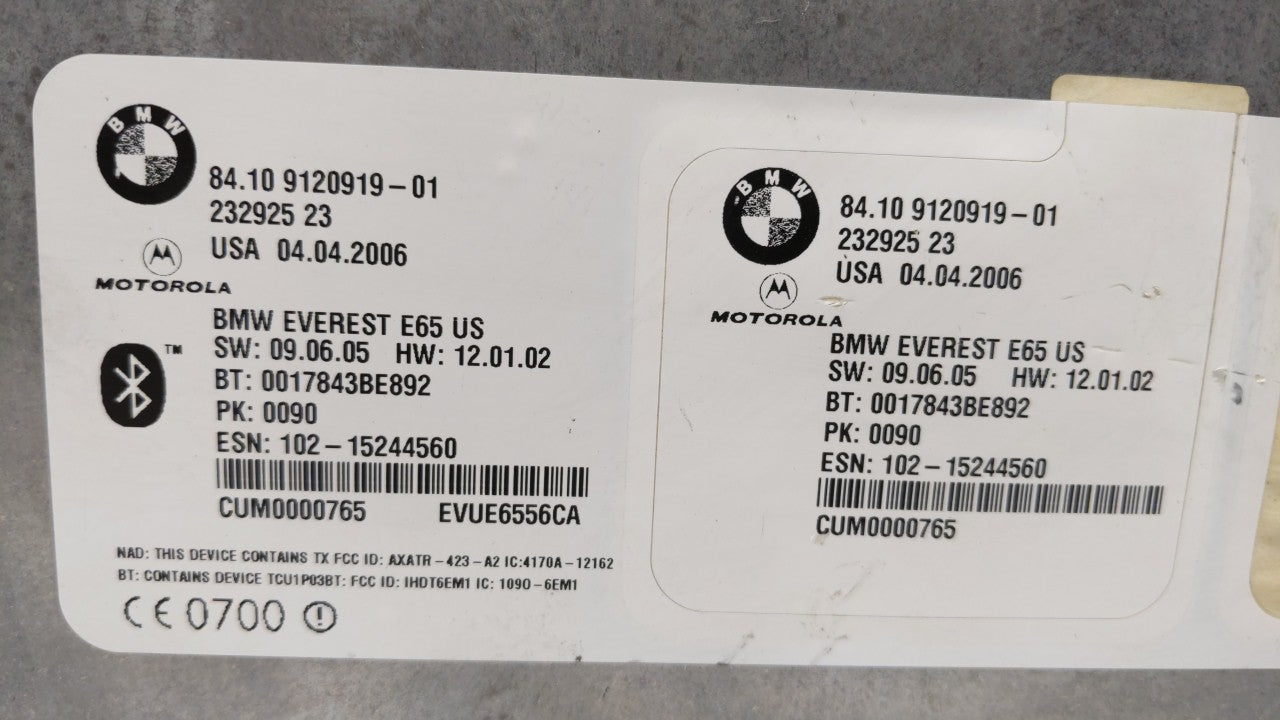 BMW
84.10 9120919-01
232925 23
USA 04.04.2006
MOTOROLA
BMW EVEREST E65 US
SW: 09.06.05 HW: 12.01.02
TM
BT: 0017843BE892
PK: 0090
ESN: 102-15244560
CUM0000765 EVUE6556CA
NAD: THIS DEVICE CONTAINS TX FCC ID: AXATR-423-A2 IC:4170A-12162
BT: CONTAINS DEVICE TCU1P03BT: FCC ID: IHDT6EM1 IC: 1090-6EM1
CE 0700
BMW
84.10 9120919-01
232925 23
USA 04.04.2006
MOTOROLA
BMW EVEREST E65 US
SW: 09.06.05 HW: 12.01.02
BT: 0017843BE892
PK: 0090
ESN: 102-15244560
CUM0000765